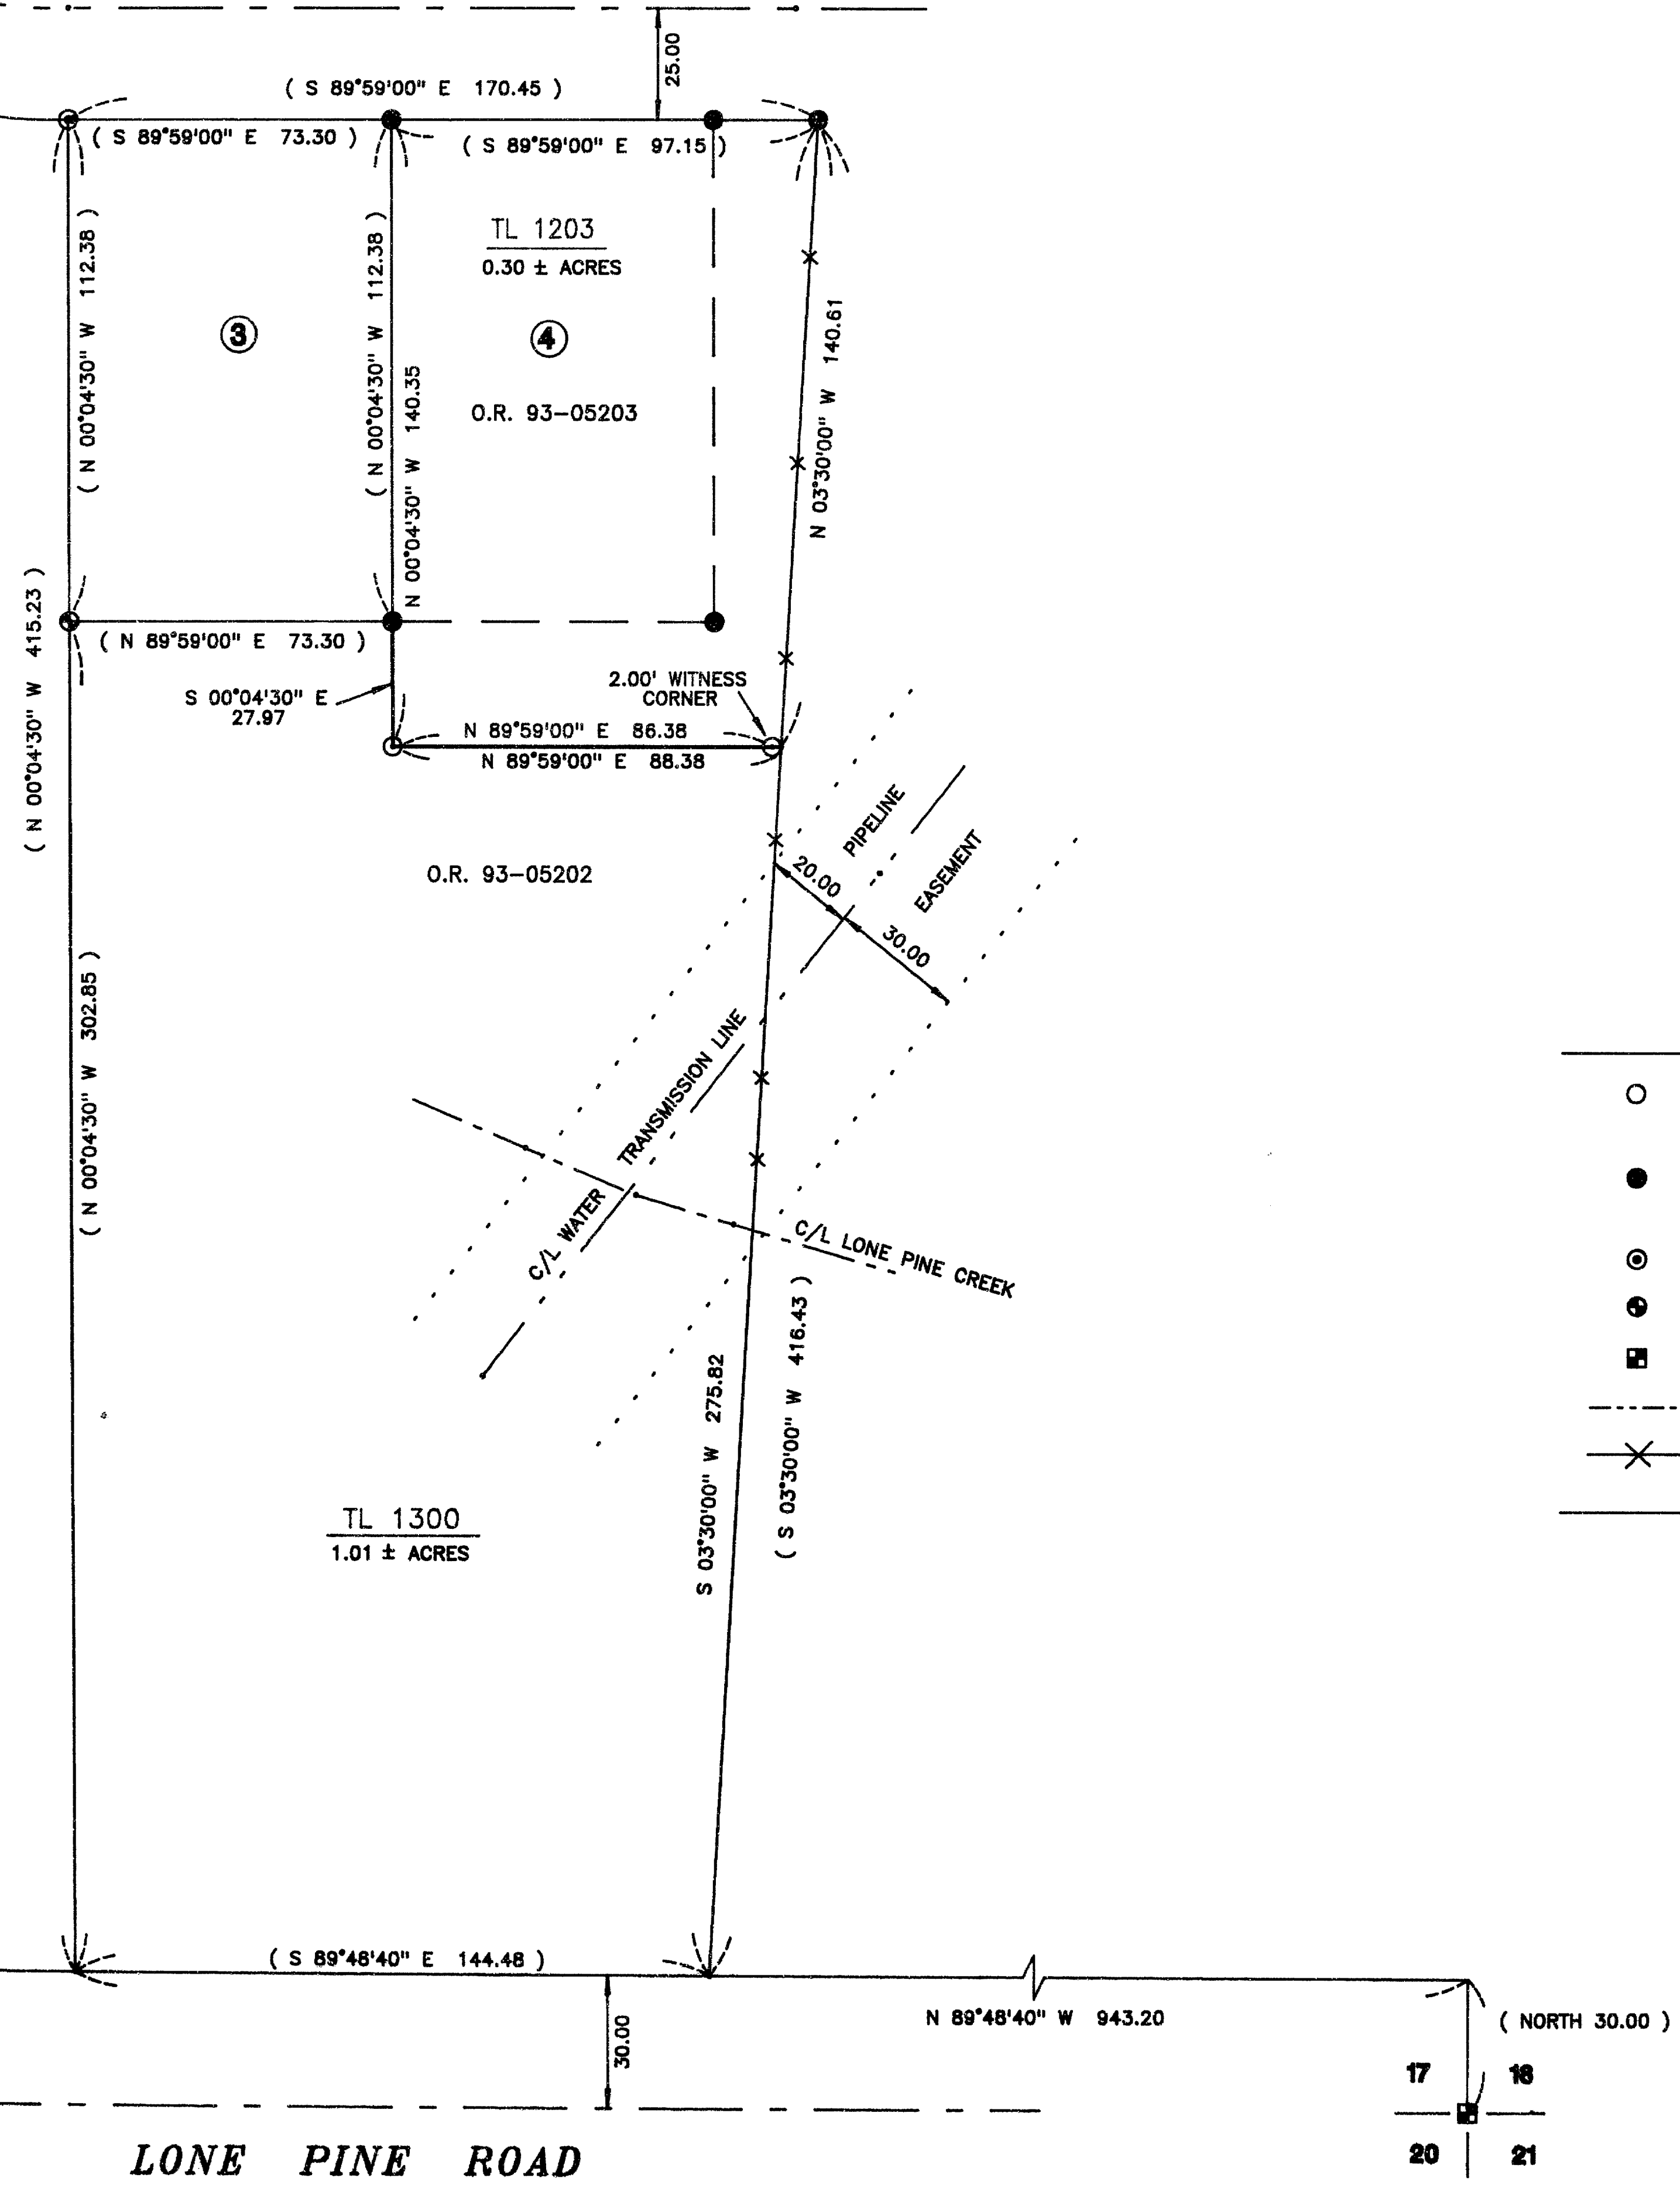 25.00
( S 89°59'00" E 170.45 )
( S 89°59'00" E 73.30 )
( S 89°59'00" E 97.15 )
( N 00°04'30" W 112.38 )
( N 00°04'30" W 112.38 )
TL 1203
0.30 ± ACRES
3
4
N 03°30'00" W 140.61
N 00°04'30" W 140.35
O.R. 93-05203
( N 00°04'30" W 415.23 )
( N 89°59'00" E 73.30 )
S 00°04'30" E
27.97
2.00' WITNESS
CORNER
N 89°59'00" E 86.38
N 89°59'00" E 88.38
PIPELINE
EASEMENT
20.00
30.00
O.R. 93-05202
( N 00°04'30" W 302.85 )
C/L WATER TRANSMISSION LINE
C/L LONE PINE CREEK
S 03°30'00" W 275.82
( S 03°30'00" W 416.43 )
TL 1300
1.01 ± ACRES
( S 89°48'40" E 144.48 )
30.00
N 89°48'40" W 943.20
( NORTH 30.00 )
17 16
20 21
LONE PINE ROAD